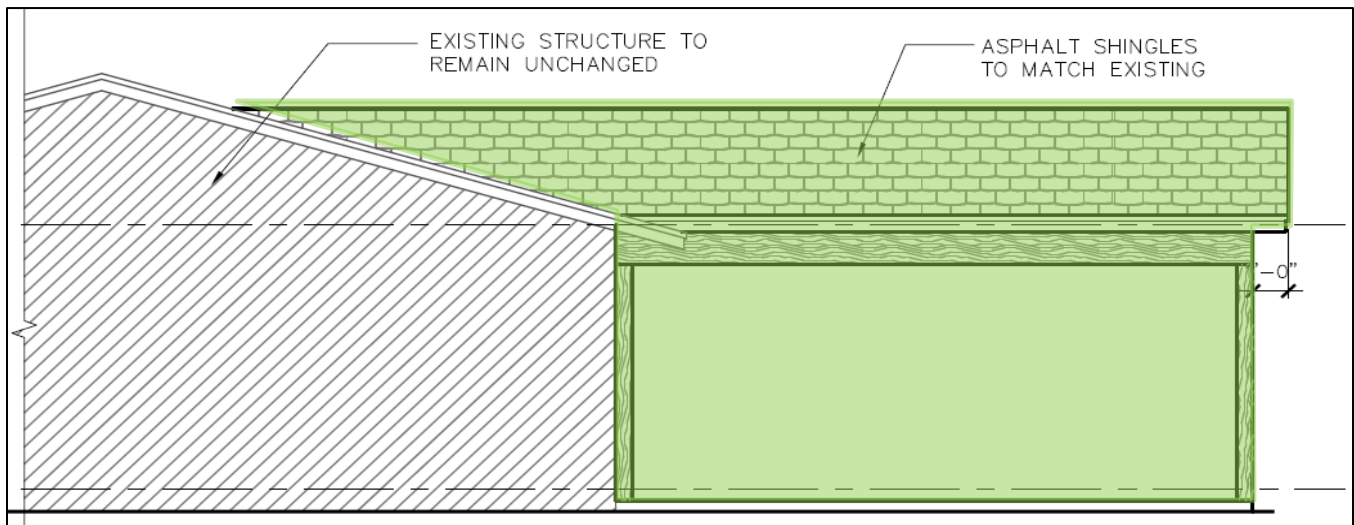 EXISTING STRUCTURE TO
REMAIN UNCHANGED
ASPHALT SHINGLES
TO MATCH EXISTING
'-0"